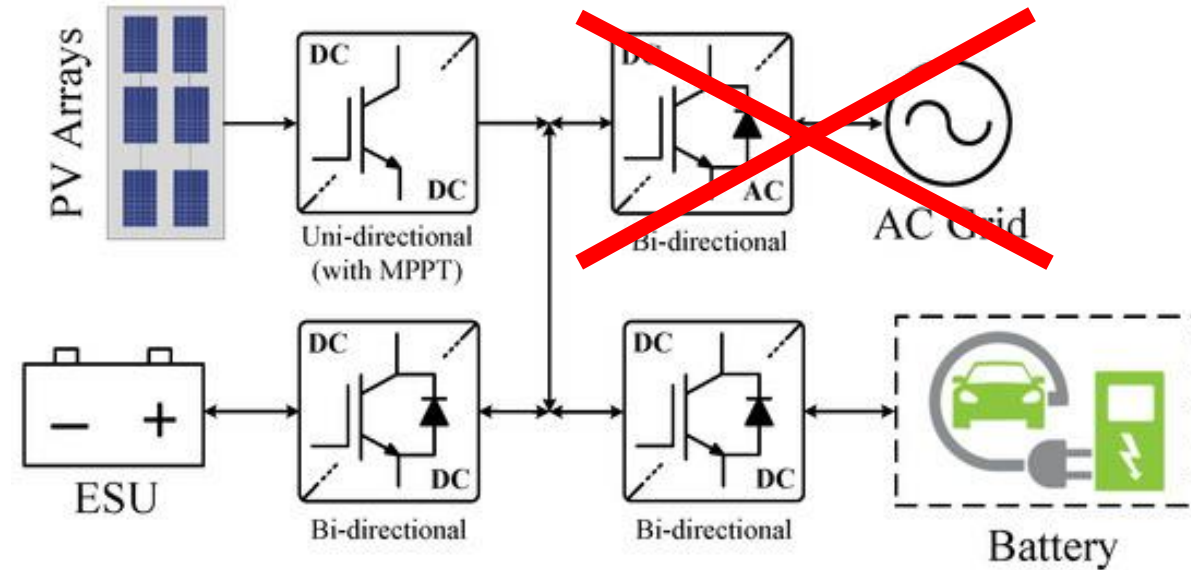 PV Arrays
DC
DC
Uni-directional
(with MPPT)
DC
AC
Bi-directional
AC Grid
ESU
DC
DC
Bi-directional
DC
DC
Bi-directional
Battery